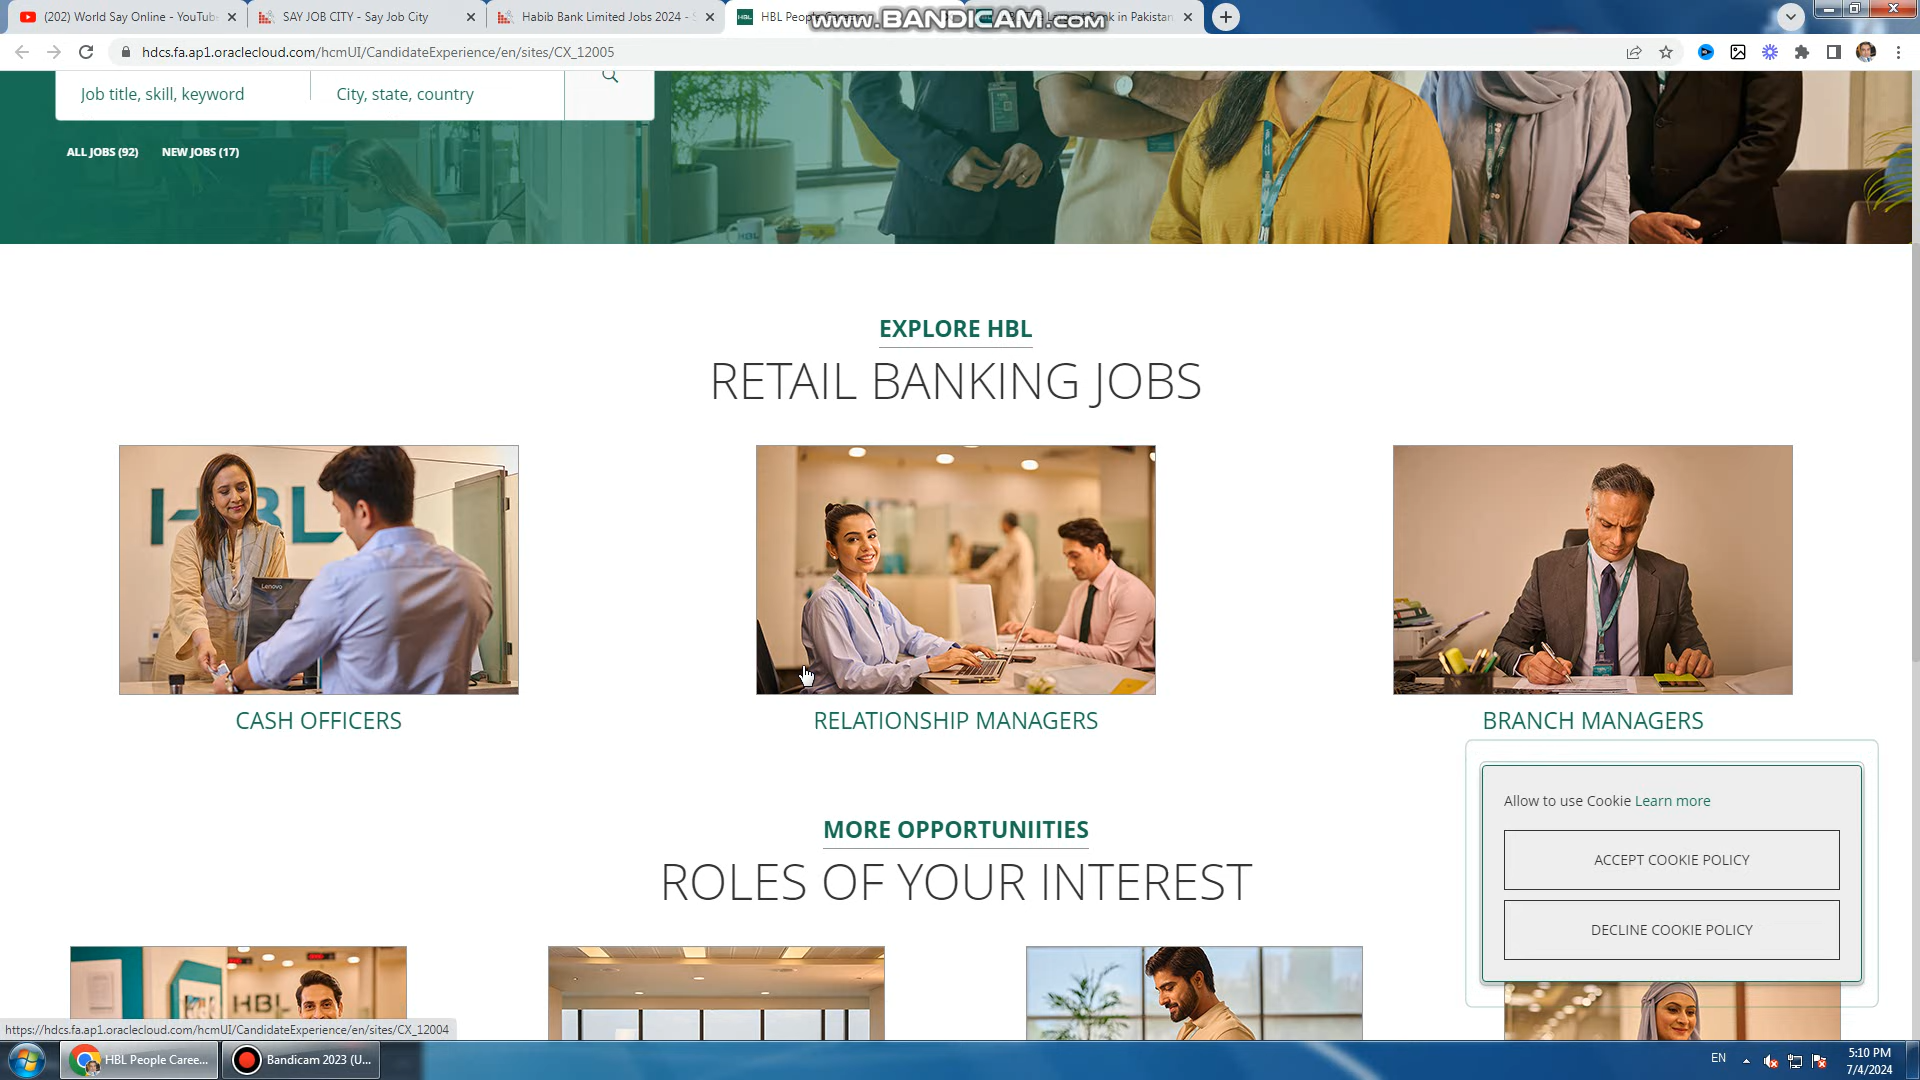 (202) World Say Online - YouTub
SAY JOB CITY - Say Job City
Habib Bank Limited Jobs 2024 - S
HBL People
www.BANDICAM.com
Bank in Pakistan
hdcs.fa.ap1.oraclecloud.com/hcmUI/CandidateExperience/en/sites/CX_12005
Job title, skill, keyword
City, state, country
ALL JOBS (92)
NEW JOBS (17)
HBL
EXPLORE HBL
RETAIL BANKING JOBS
HBL
Lenovo
CASH OFFICERS
RELATIONSHIP MANAGERS
BRANCH MANAGERS
Allow to use Cookie Learn more
ACCEPT COOKIE POLICY
DECLINE COOKIE POLICY
MORE OPPORTUNIITIES
ROLES OF YOUR INTEREST
HBL
https://hdcs.fa.ap1.oraclecloud.com/hcmUI/CandidateExperience/en/sites/CX_12004
HBL People Caree...
Bandicam 2023 (U...
EN
5:10 PM
7/4/2024